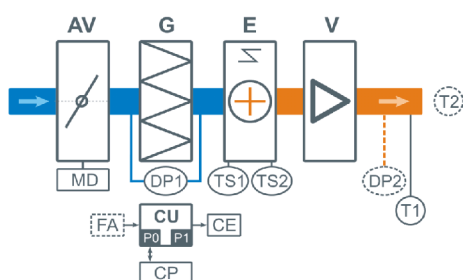 AV G E V
T2
MD DP1 TS1 TS2 DP2
T1
FA CU CE
P0 P1
CP